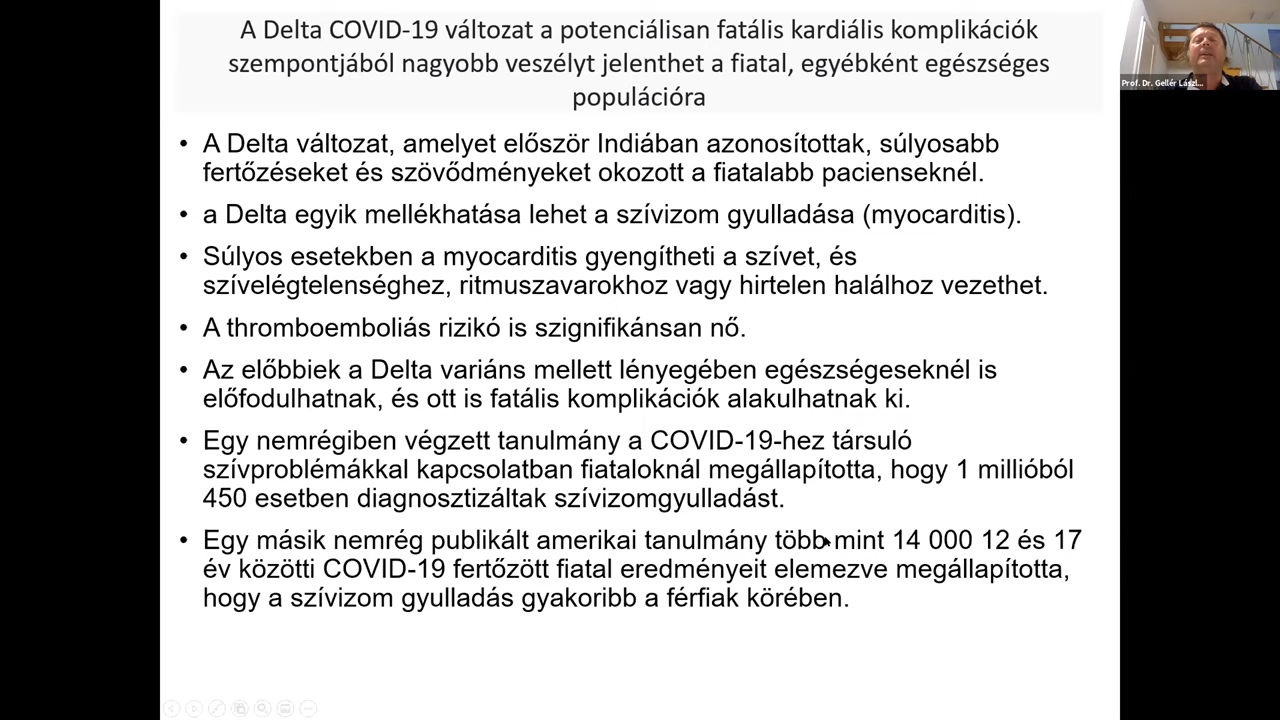 A Delta COVID-19 változat a potenciálisan fatális kardiális komplikációk
szempontjából nagyobb veszélyt jelenthet a fiatal, egyébként egészséges
populációra
• A Delta változat, amelyet először Indiában azonosítottak, súlyosabb
fertőzéseket és szövődményeket okozott a fiatalabb pacienseknél.
• a Delta egyik mellékhatása lehet a szívizom gyulladása (myocarditis).
• Súlyos esetekben a myocarditis gyengítheti a szívet, és
szívelégtelenséghez, ritmuszavarokhoz vagy hirtelen halálhoz vezethet.
• A thromboemboliás rizikó is szignifikánsan nő.
• Az előbbiek a Delta variáns mellett lényegében egészségeseknél is
előfodulhatnak, és ott is fatális komplikációk alakulhatnak ki.
• Egy nemrégiben végzett tanulmány a COVID-19-hez társuló
szívproblémákkal kapcsolatban fiataloknál megállapította, hogy 1 millióból
450 esetben diagnosztizáltak szívizomgyulladást.
• Egy másik nemrég publikált amerikai tanulmány több mint 14 000 12 és 17
év közötti COVID-19 fertőzött fiatal eredményeit elemezve megállapította,
hogy a szívizom gyulladás gyakoribb a férfiak körében.
Prof. Dr. Gellér Lászl...